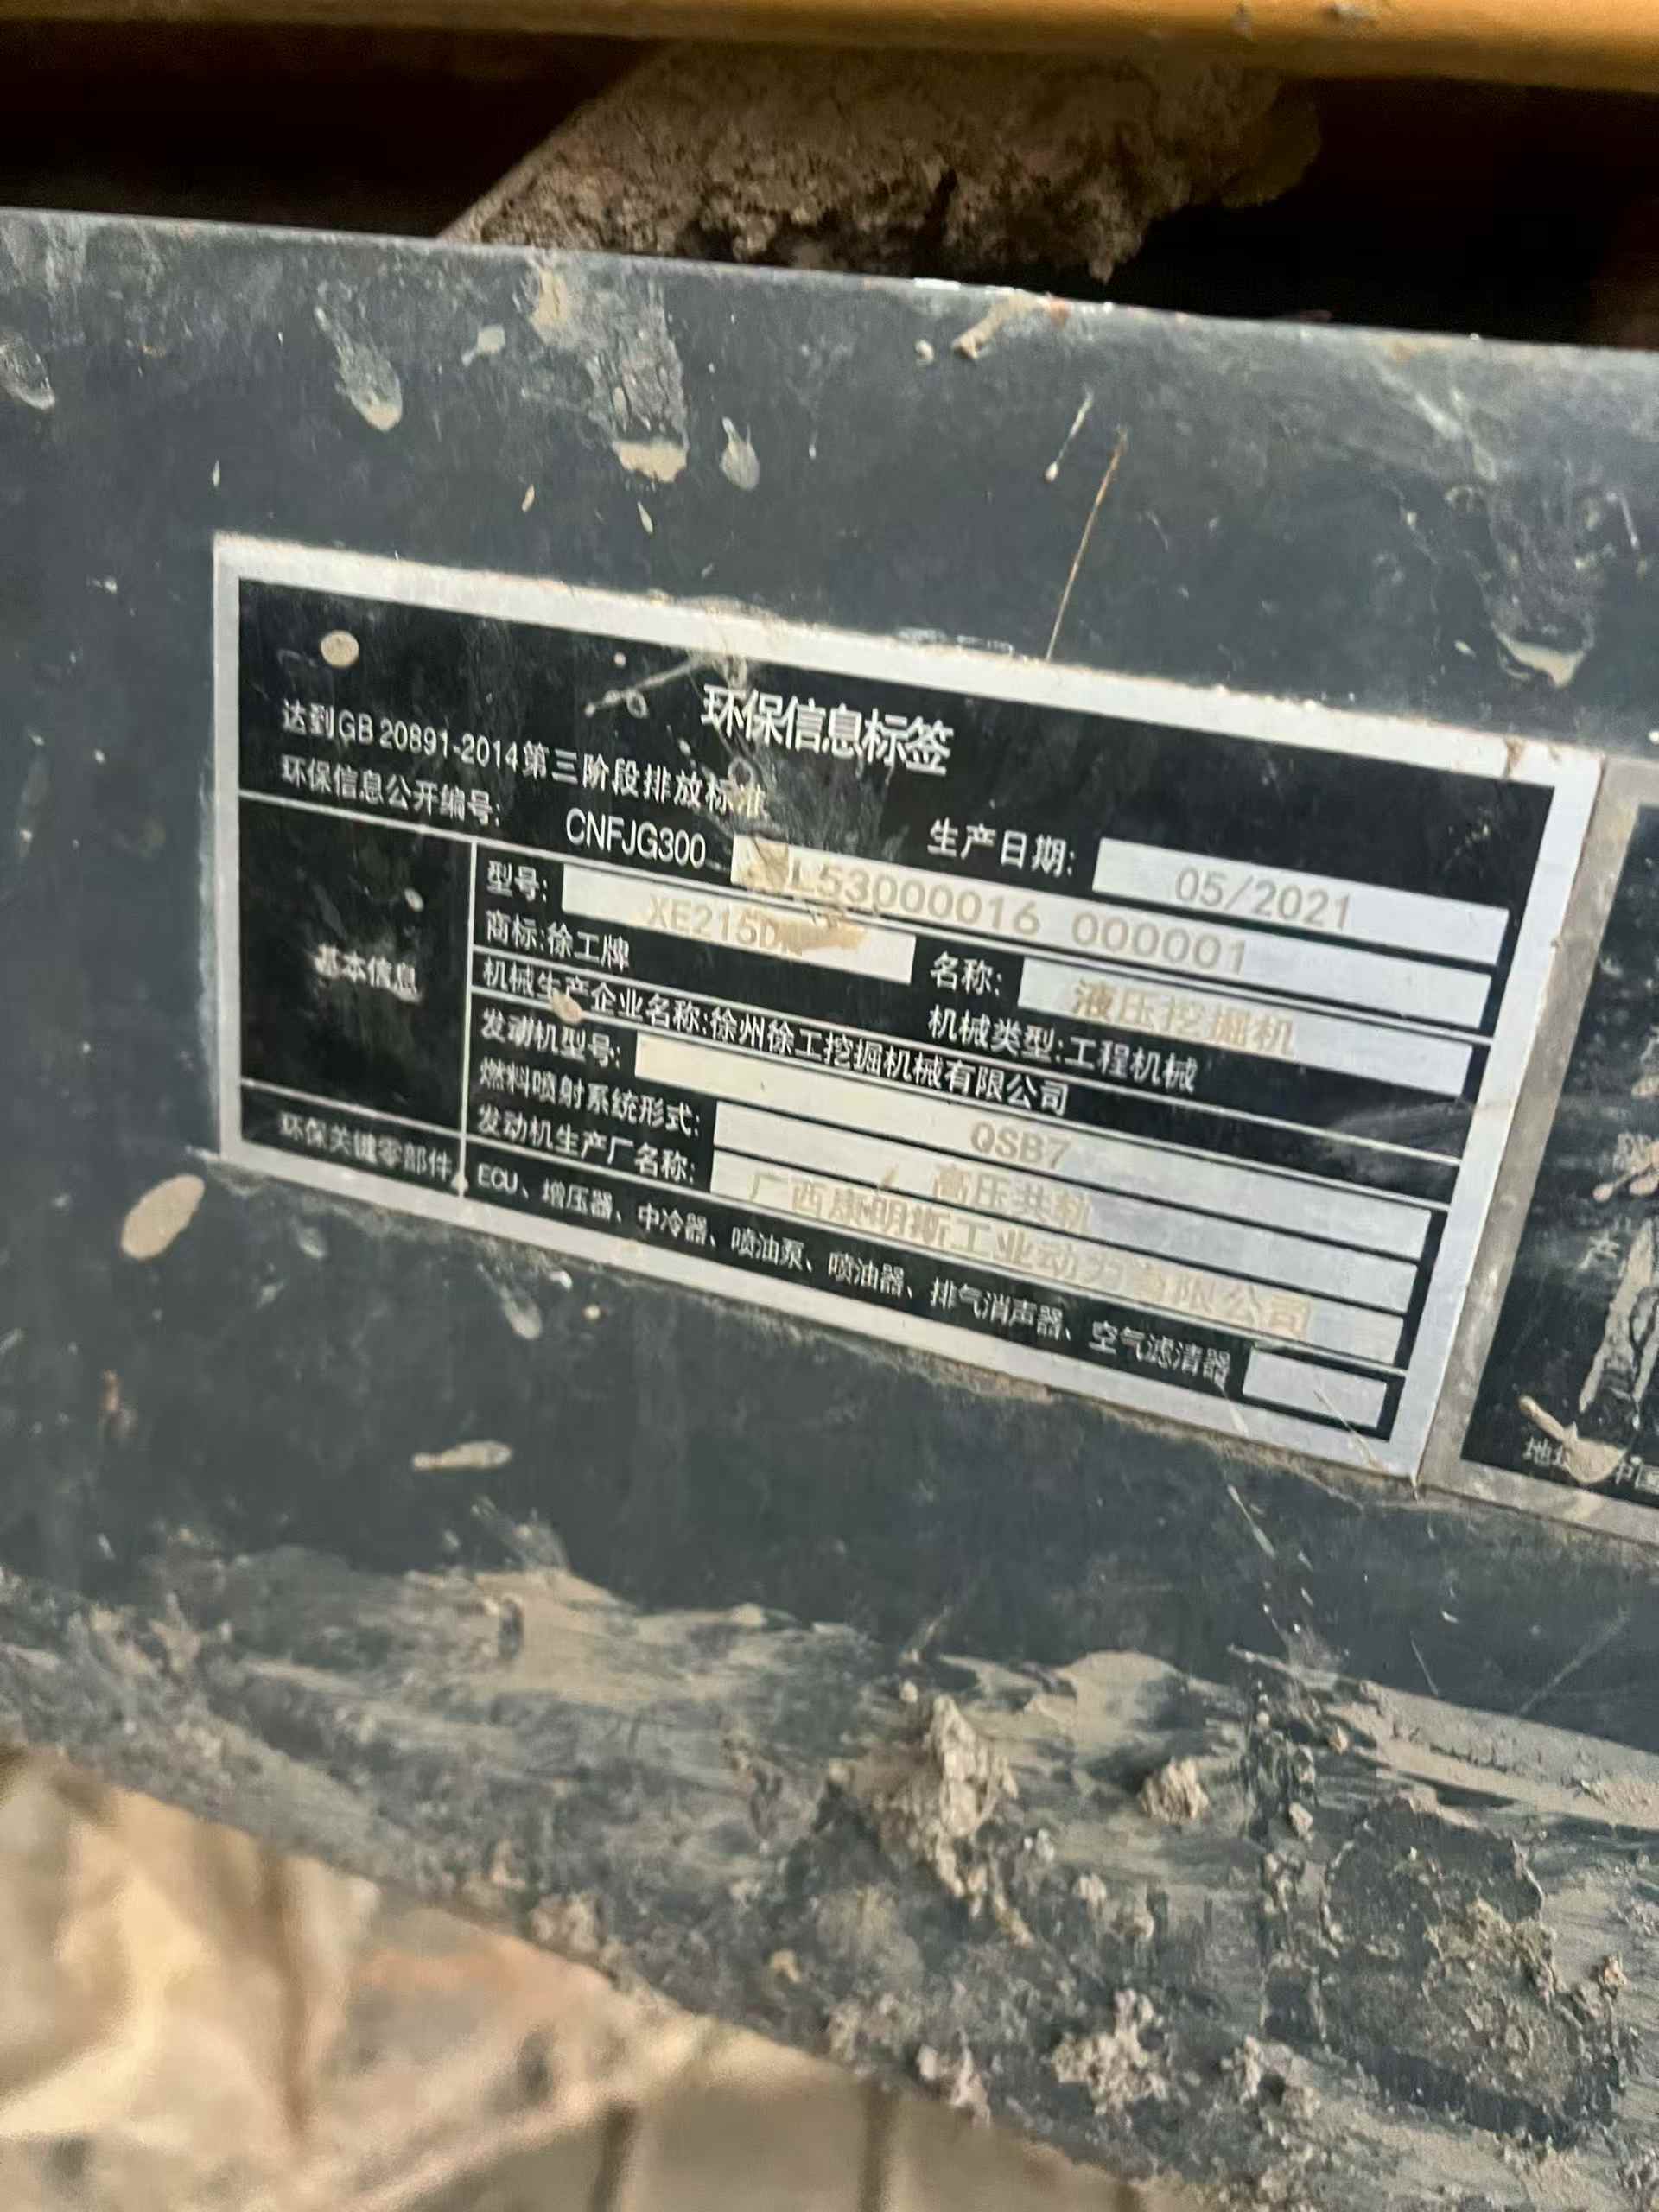 环保信息标签
达到GB 20891-2014第三阶段排放标准
生产日期: 05/2021
环保信息公开编号: CNFJG300 L53000016 000001
基本信息
型号: XE215D
名称: 液压挖掘机
商标:徐工牌
机械类型:工程机械
机械生产企业名称:徐州徐工挖掘机械有限公司
发动机型号: QSB7
燃料喷射系统形式: 高压共轨
发动机生产厂名称: 广西康明斯工业动力有限公司
环保关键零部件
ECU、增压器、中冷器、喷油泵、喷油器、排气消声器、空气滤清器
中国